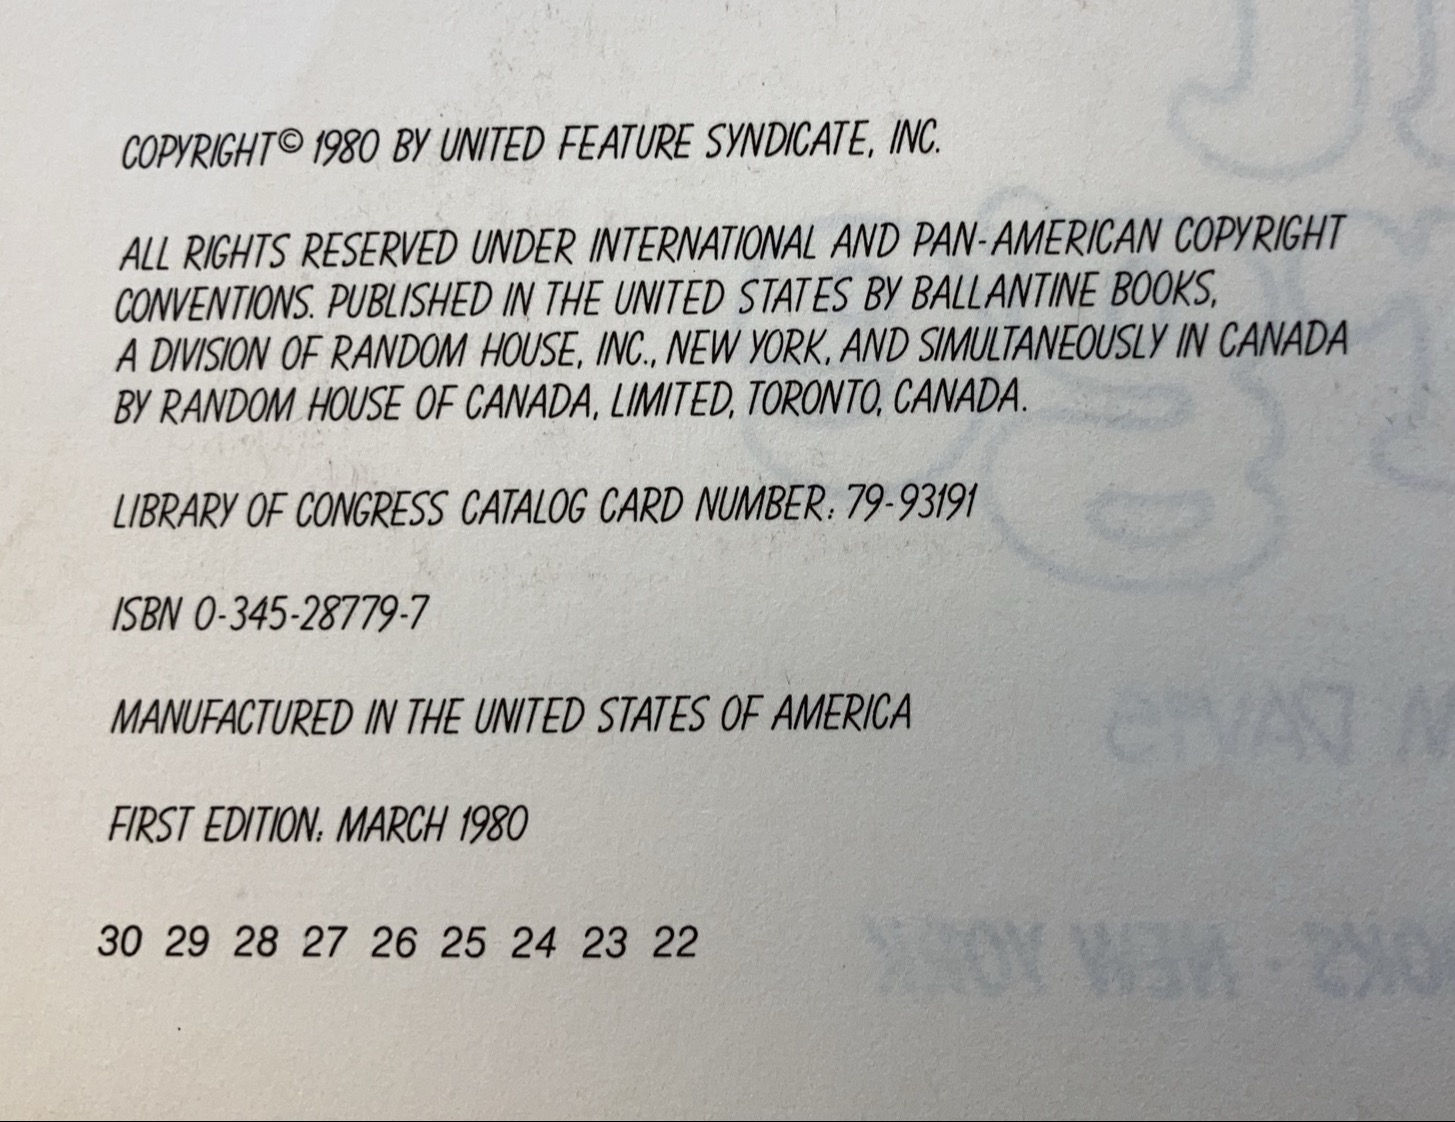 COPYRIGHT© 1980 BY UNITED FEATURE SYNDICATE, INC.
ALL RIGHTS RESERVED UNDER INTERNATIONAL AND PAN-AMERICAN COPYRIGHT
CONVENTIONS. PUBLISHED IN THE UNITED STATES BY BALLANTINE BOOKS,
A DIVISION OF RANDOM HOUSE, INC., NEW YORK, AND SIMULTANEOUSLY IN CANADA
BY RANDOM HOUSE OF CANADA, LIMITED, TORONTO, CANADA.
LIBRARY OF CONGRESS CATALOG CARD NUMBER: 79-93191
ISBN 0-345-28779-7
MANUFACTURED IN THE UNITED STATES OF AMERICA
FIRST EDITION: MARCH 1980
30 29 28 27 26 25 24 23 22
DAVIS
NEW YORK